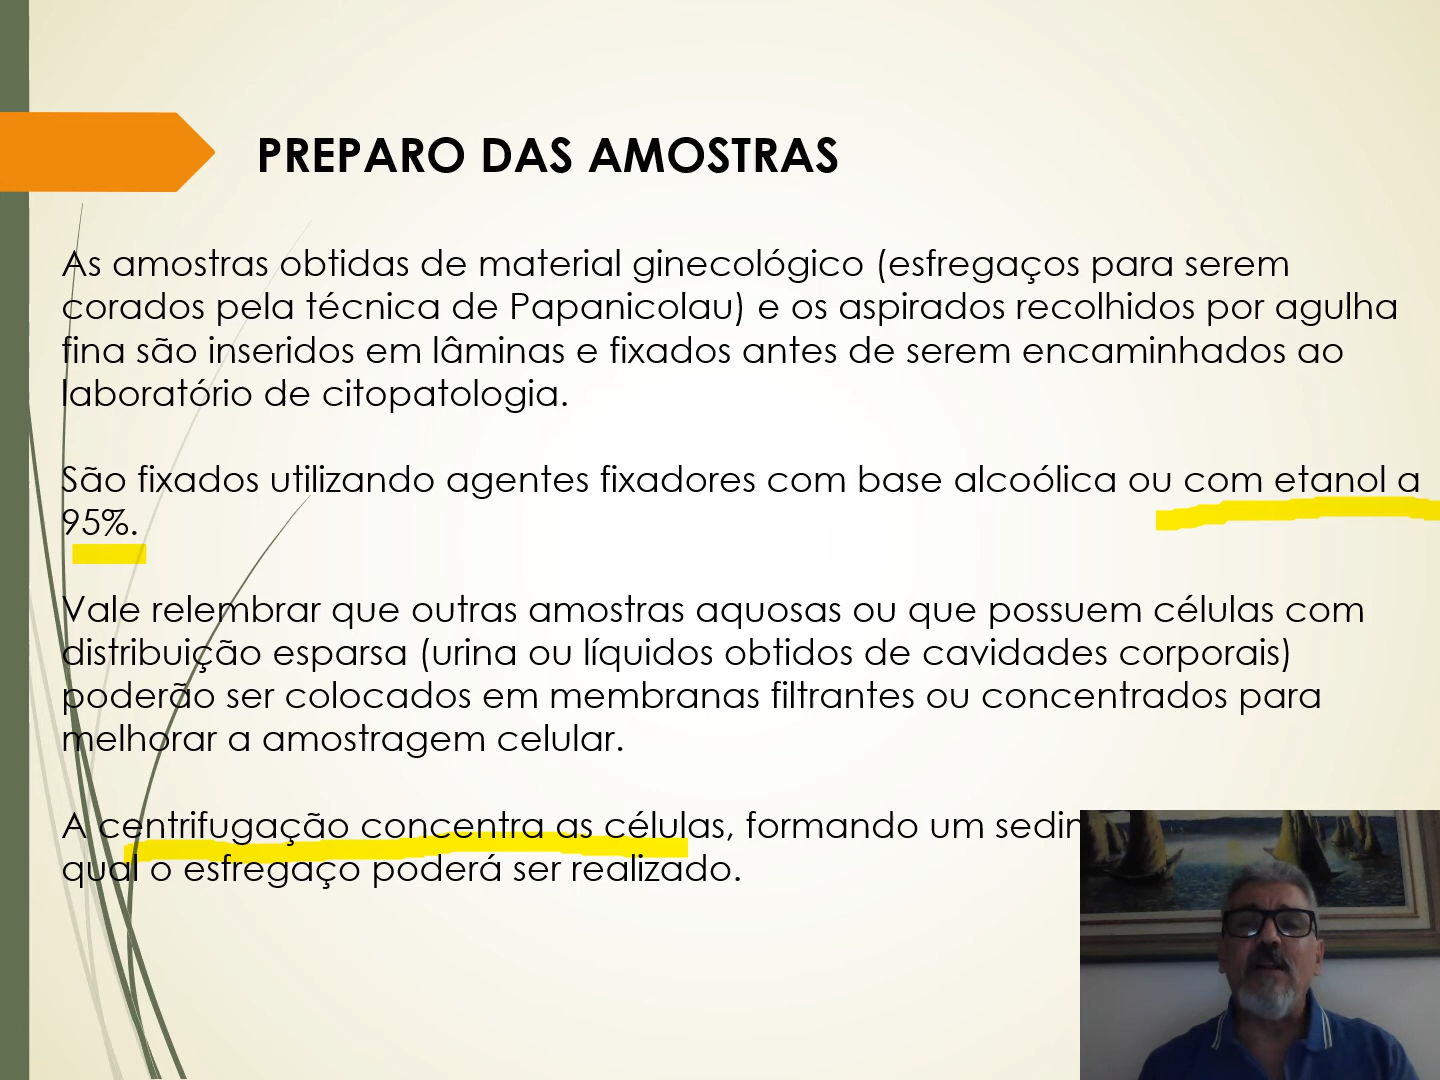 PREPARO DAS AMOSTRAS
As amostras obtidas de material ginecológico (esfregaços para serem
corados pela técnica de Papanicolau) e os aspirados recolhidos por agulha
fina são inseridos em lâminas e fixados antes de serem encaminhados ao
laboratório de citopatologia.
São fixados utilizando agentes fixadores com base alcoólica ou com etanol a
95%.
Vale relembrar que outras amostras aquosas ou que possuem células com
distribuição esparsa (urina ou líquidos obtidos de cavidades corporais)
poderão ser colocados em membranas filtrantes ou concentrados para
melhorar a amostragem celular.
A centrifugação concentra as células, formando um
qual o esfregaço poderá ser realizado.